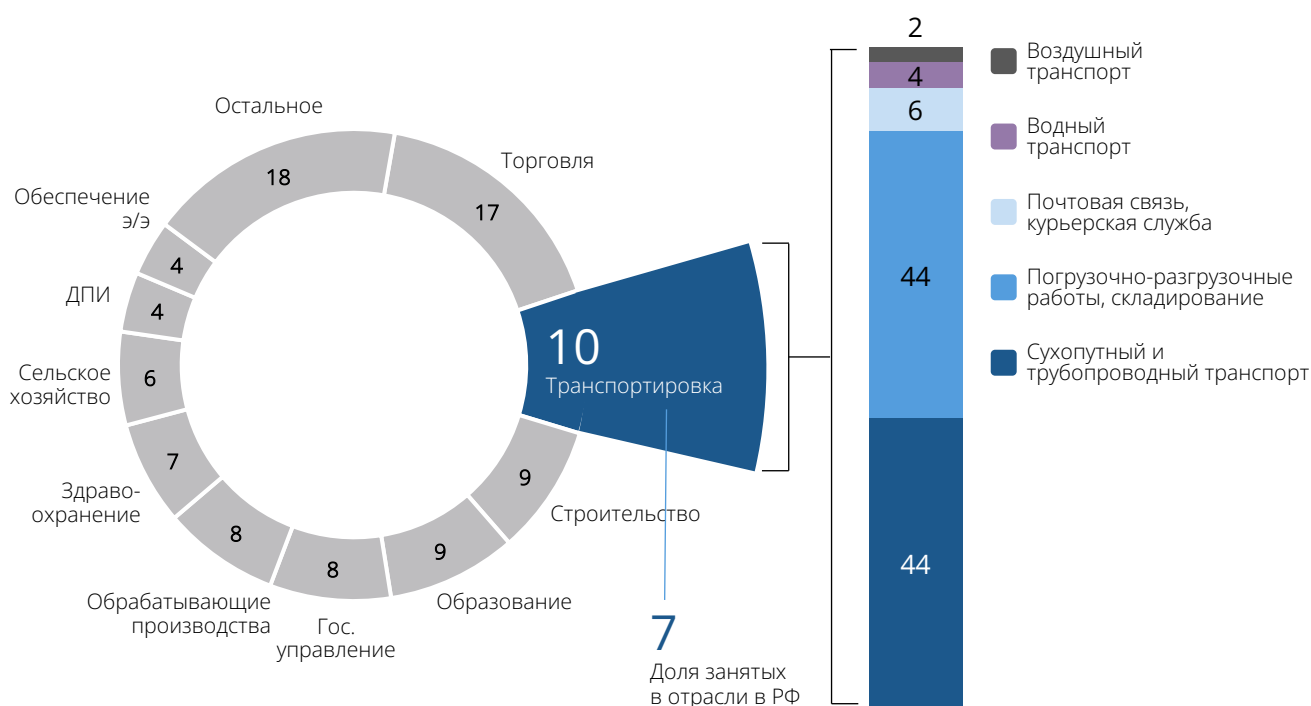 Остальное
18
Торговля
17
Обеспечение
э/э
4
ДПИ
4
Сельское
хозяйство
6
Здраво-
охранение
7
Обрабатывающие
производства
8
Гос.
управление
8
Образование
9
Строительство
9
10
Транспортировка
7
Доля занятых
в отрасли в РФ
2
4
6
44
44
Воздушный
транспорт
Водный
транспорт
Почтовая связь,
курьерская служба
Погрузочно-разгрузочные
работы, складирование
Сухопутный и
трубопроводный транспорт